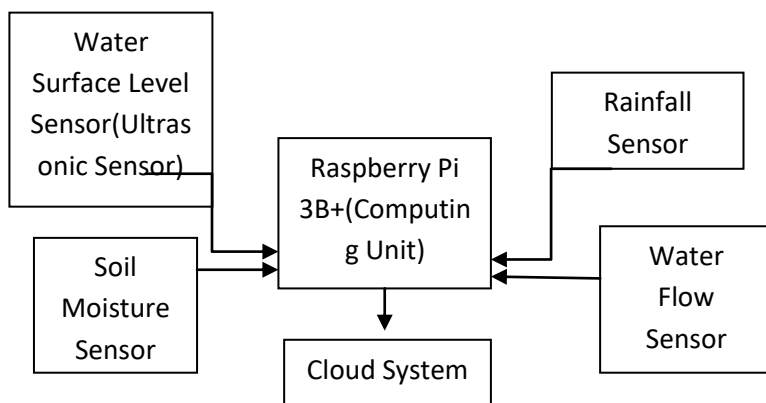 Water
Surface Level
Sensor(Ultras
onic Sensor)
Rainfall
Sensor
Raspberry Pi
3B+(Computin
g Unit)
Soil
Moisture
Sensor
Water
Flow
Sensor
Cloud System